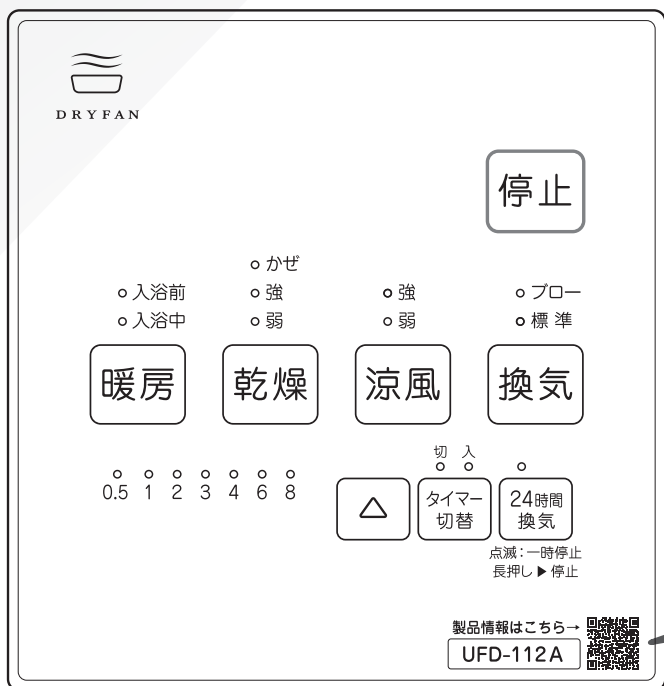 DRYFAN
停止
かぜ
入浴前 強 強 ブロー
入浴中 弱 弱 標準
暖房 乾燥 涼風 換気
切 入
0.5 1 2 3 4 6 8
△
タイマー
切替
24時間
換気
点滅：一時停止
長押し▶停止
製品情報はこちら→
UFD-112A